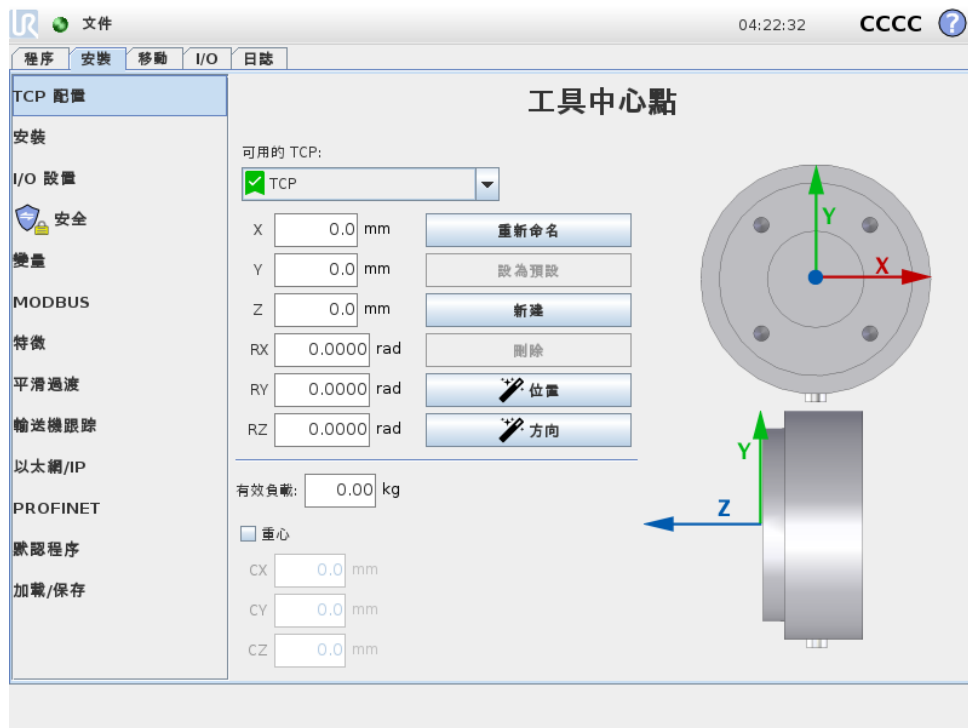 UR 文件 04:22:32 CCCC ?
程序 安裝 移動 I/O 日誌
TCP 配置
安裝
I/O 設置
安全
變量
MODBUS
特徵
平滑過渡
輸送機跟踪
以太網/IP
PROFINET
默認程序
加載/保存
工具中心點
可用的 TCP:
TCP
X 0.0 mm 重新命名
Y 0.0 mm 設為預設
Z 0.0 mm 新建
RX 0.0000 rad 刪除
RY 0.0000 rad 位置
RZ 0.0000 rad 方向
有效負載: 0.00 kg
重心
CX 0.0 mm
CY 0.0 mm
CZ 0.0 mm
Y
X
Y
Z